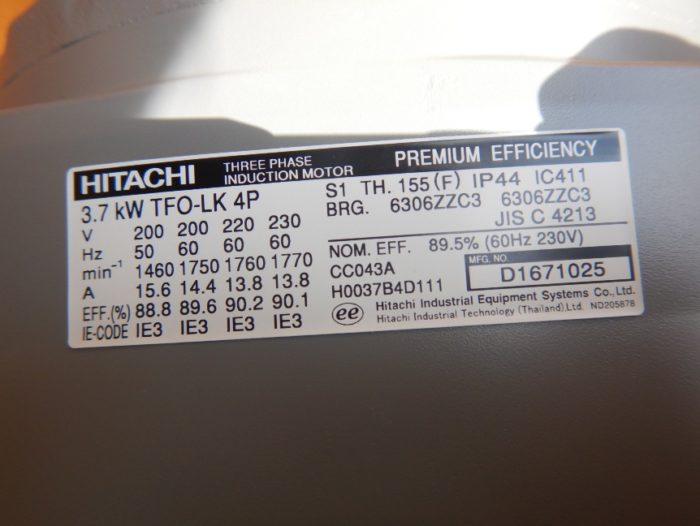 HITACHI THREE PHASE INDUCTION MOTOR PREMIUM EFFICIENCY
3.7 kW TFO-LK 4P
V 200 200 220 230
Hz 50 60 60 60
min⁻¹ 1460 1750 1760 1770
A 15.6 14.4 13.8 13.8
EFF.(%) 88.8 89.6 90.2 90.1
IE-CODE IE3 IE3 IE3 IE3
S1 TH. 155(F) IP44 IC411
BRG. 6306ZZC3 6306ZZC3
JIS C 4213
NOM. EFF. 89.5% (60Hz 230V)
CC043A
H0037B4D111
MFG. NO.
D1671025
ee Hitachi Industrial Equipment Systems Co., Ltd.
Hitachi Industrial Technology (Thailand),Ltd. ND205878